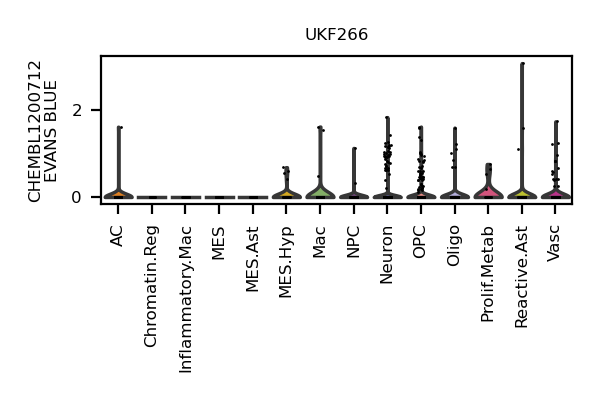 UKF266
CHEMBL1200712
EVANS BLUE
2
0
AC
Chromatin.Reg
Inflammatory.Mac
MES
MES.Ast
MES.Hyp
Mac
NPC
Neuron
OPC
Oligo
Prolif.Metab
Reactive.Ast
Vasc